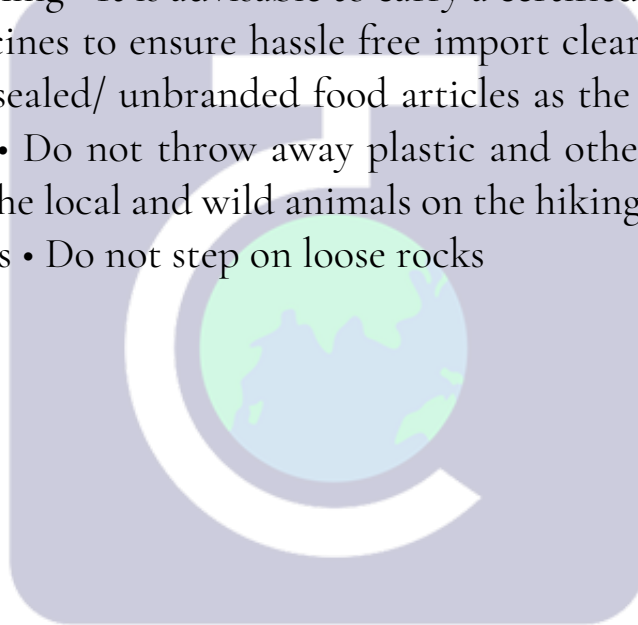 cines to ensure hassle free import clear
sealed/ unbranded food articles as the
• Do not throw away plastic and othe
he local and wild animals on the hiking
s • Do not step on loose rocks